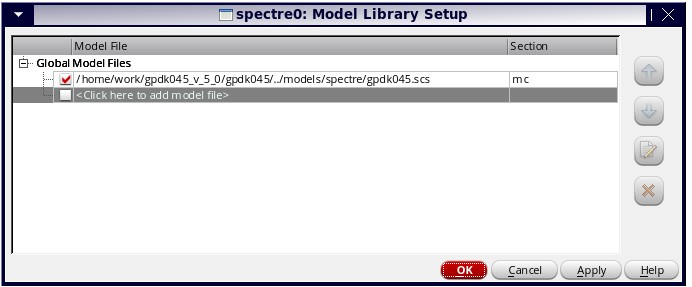 spectre0: Model Library Setup
Model File Section
Global Model Files
/home/work/gpdk045_v_5_0/gpdk045/../models/spectre/gpdk045.scs mc
<Click here to add model file>
OK Cancel Apply Help